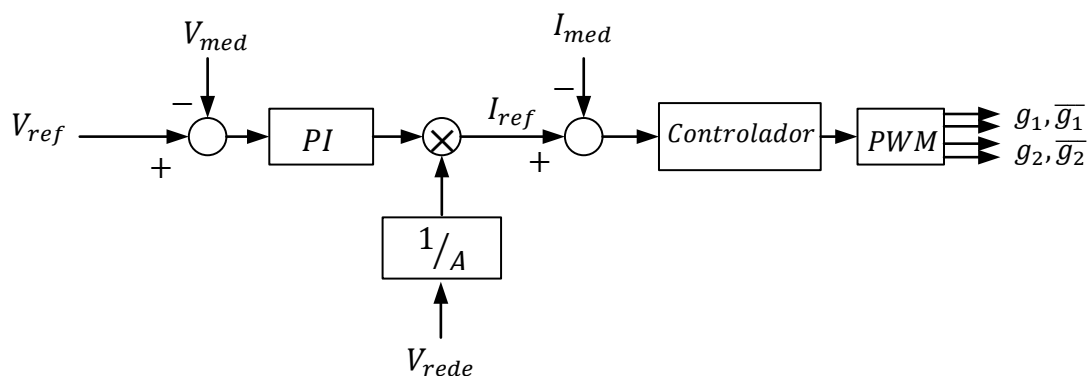 V_med
I_med
−
−
V_ref
PI
I_ref
Controlador
PWM
g_1, \overline{g_1}
g_2, \overline{g_2}
+
+
×
1/A
V_rede